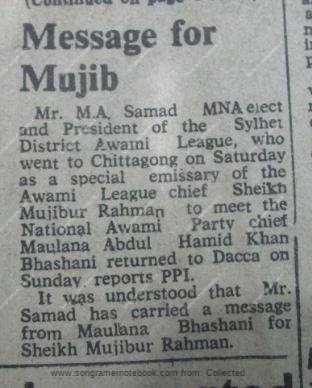 (Continued on page
Message for
Mujib
Mr. M.A. Samad MNA elect
and President of the Sylhet
District Awami League, who
went to Chittagong on Saturday
as a special emissary of the
Awami League chief Sheikh
Mujibur Rahman to meet the
National Awami Party chief
Maulana Abdul Hamid Khan
Bhashani returned to Dacca on
Sunday, reports PPI.
It was understood that Mr.
Samad has carried a message
from Maulana Bhashani for
Sheikh Mujibur Rahman.
www.songramernotebook.com from: Collected